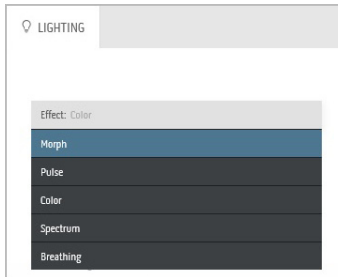 LIGHTING
Effect: Color
Morph
Pulse
Color
Spectrum
Breathing